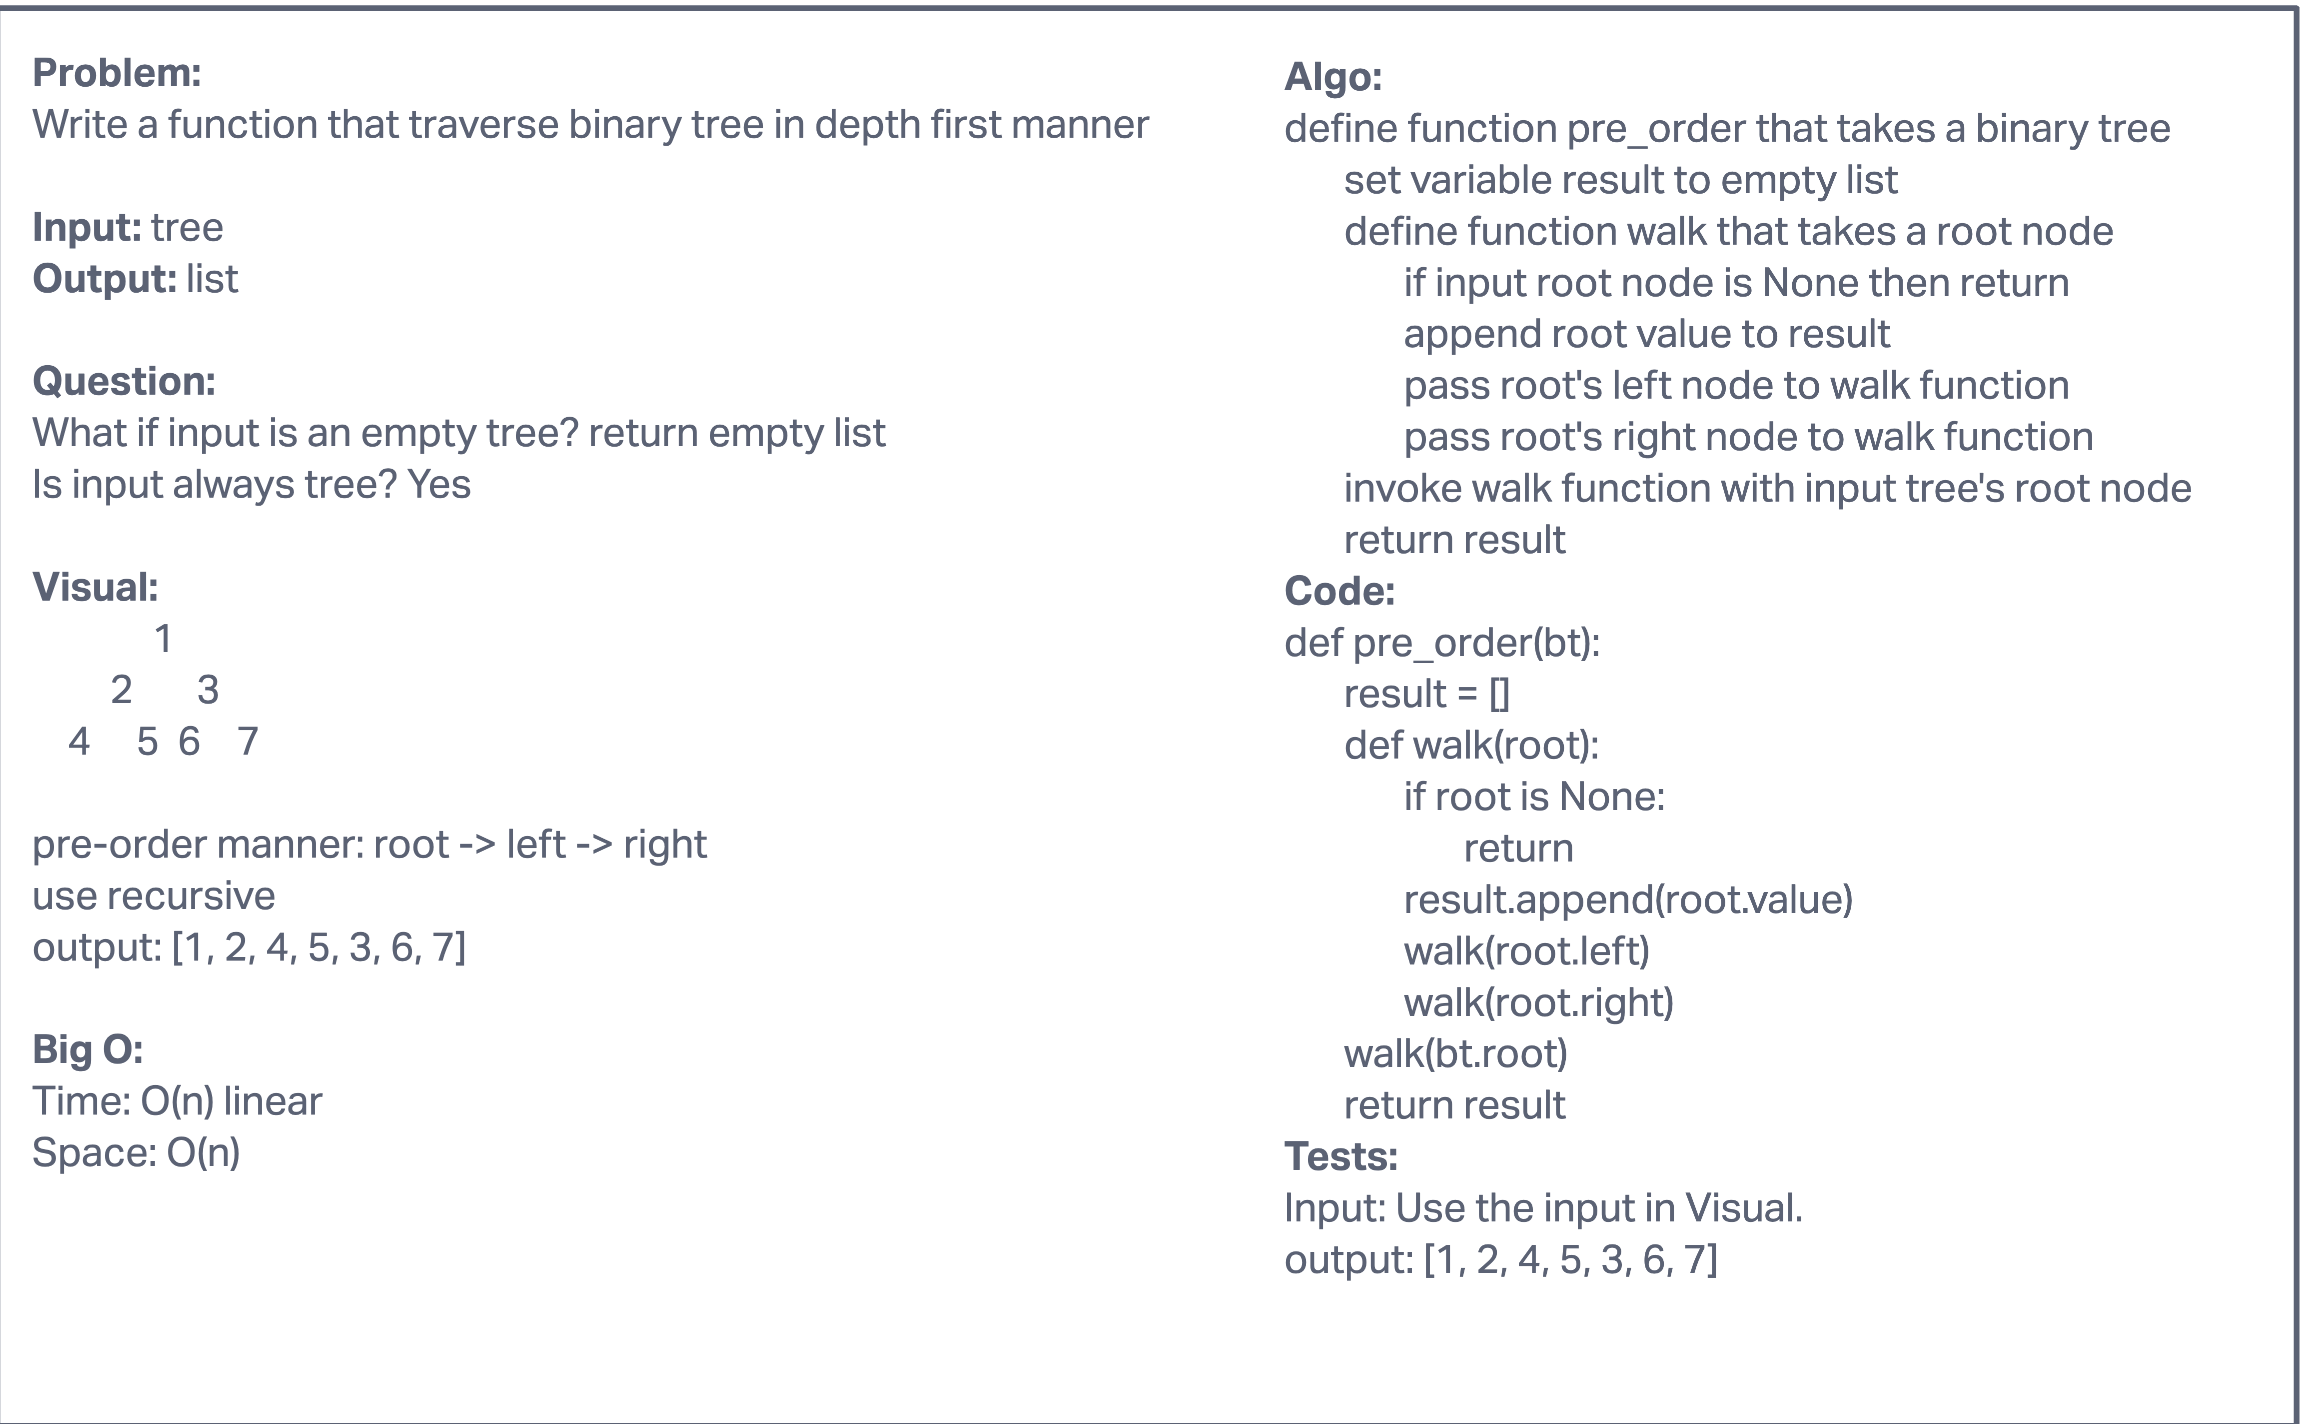 Problem:
Write a function that traverse binary tree in depth first manner
Input: tree
Output: list
Question:
What if input is an empty tree? return empty list
Is input always tree? Yes
Visual:
1
2 3
4 5 6 7
pre-order manner: root -> left -> right
use recursive
output: [1, 2, 4, 5, 3, 6, 7]
Big O:
Time: O(n) linear
Space: O(n)
Algo:
define function pre_order that takes a binary tree
set variable result to empty list
define function walk that takes a root node
if input root node is None then return
append root value to result
pass root's left node to walk function
pass root's right node to walk function
invoke walk function with input tree's root node
return result
Code:
def pre_order(bt):
result = []
def walk(root):
if root is None:
return
result.append(root.value)
walk(root.left)
walk(root.right)
walk(bt.root)
return result
Tests:
Input: Use the input in Visual.
output: [1, 2, 4, 5, 3, 6, 7]